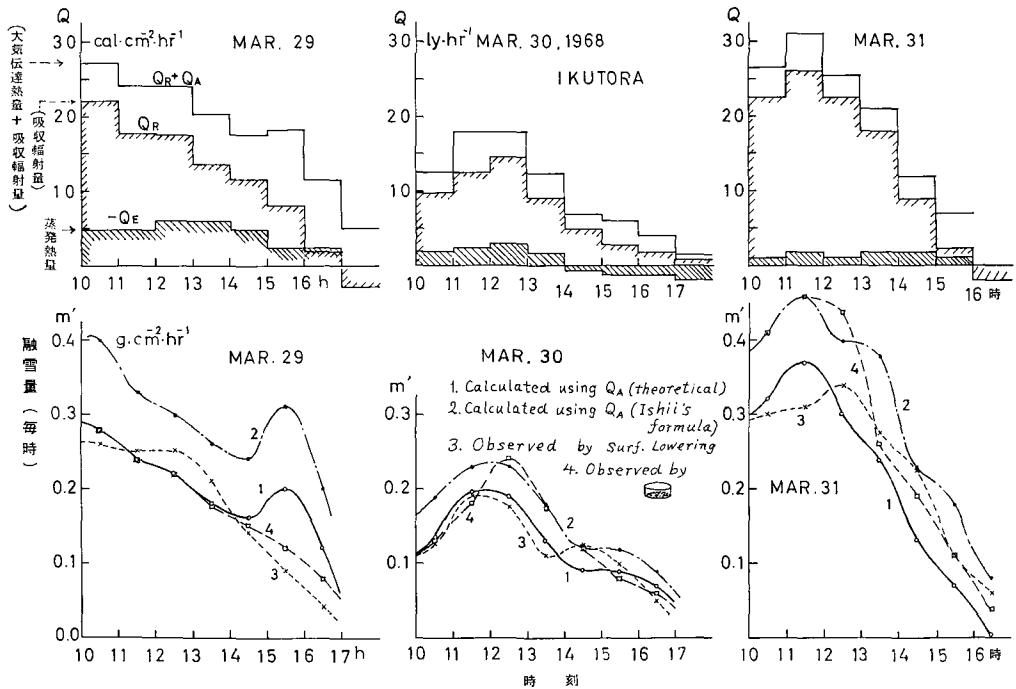 Q
cal·cm⁻²·hr⁻¹
MAR. 29
30
20
10
Q_R+Q_A
Q_R
-Q_E
(大気伝達熱量+吸収輻射量)
(吸収輻射量)
蒸発熱量
10 11 12 13 14 15 16 h
Q
ly·hr⁻¹ MAR. 30, 1968
IKUTORA
30
20
10
10 11 12 13 14 15 16 17
Q
MAR. 31
30
20
10
10 11 12 13 14 15 16 時
m'
g·cm⁻²·hr⁻¹
MAR. 29
0.4
0.3
0.2
0.1
0.0
融雪量(毎時)
2
1
4
3
10 11 12 13 14 15 16 17 h
MAR. 30
m'
1. Calculated using Q_A (theoretical)
2. Calculated using Q_A (Ishii's
formula)
3. Observed by Surf. Lowering
4. Observed by
0.3
0.2
0.1
4
2
3
1
10 11 12 13 14 15 16 17
時 刻
m'
0.4
0.3
0.2
0.1
4
2
3
1
MAR. 31
10 11 12 13 14 15 16 時